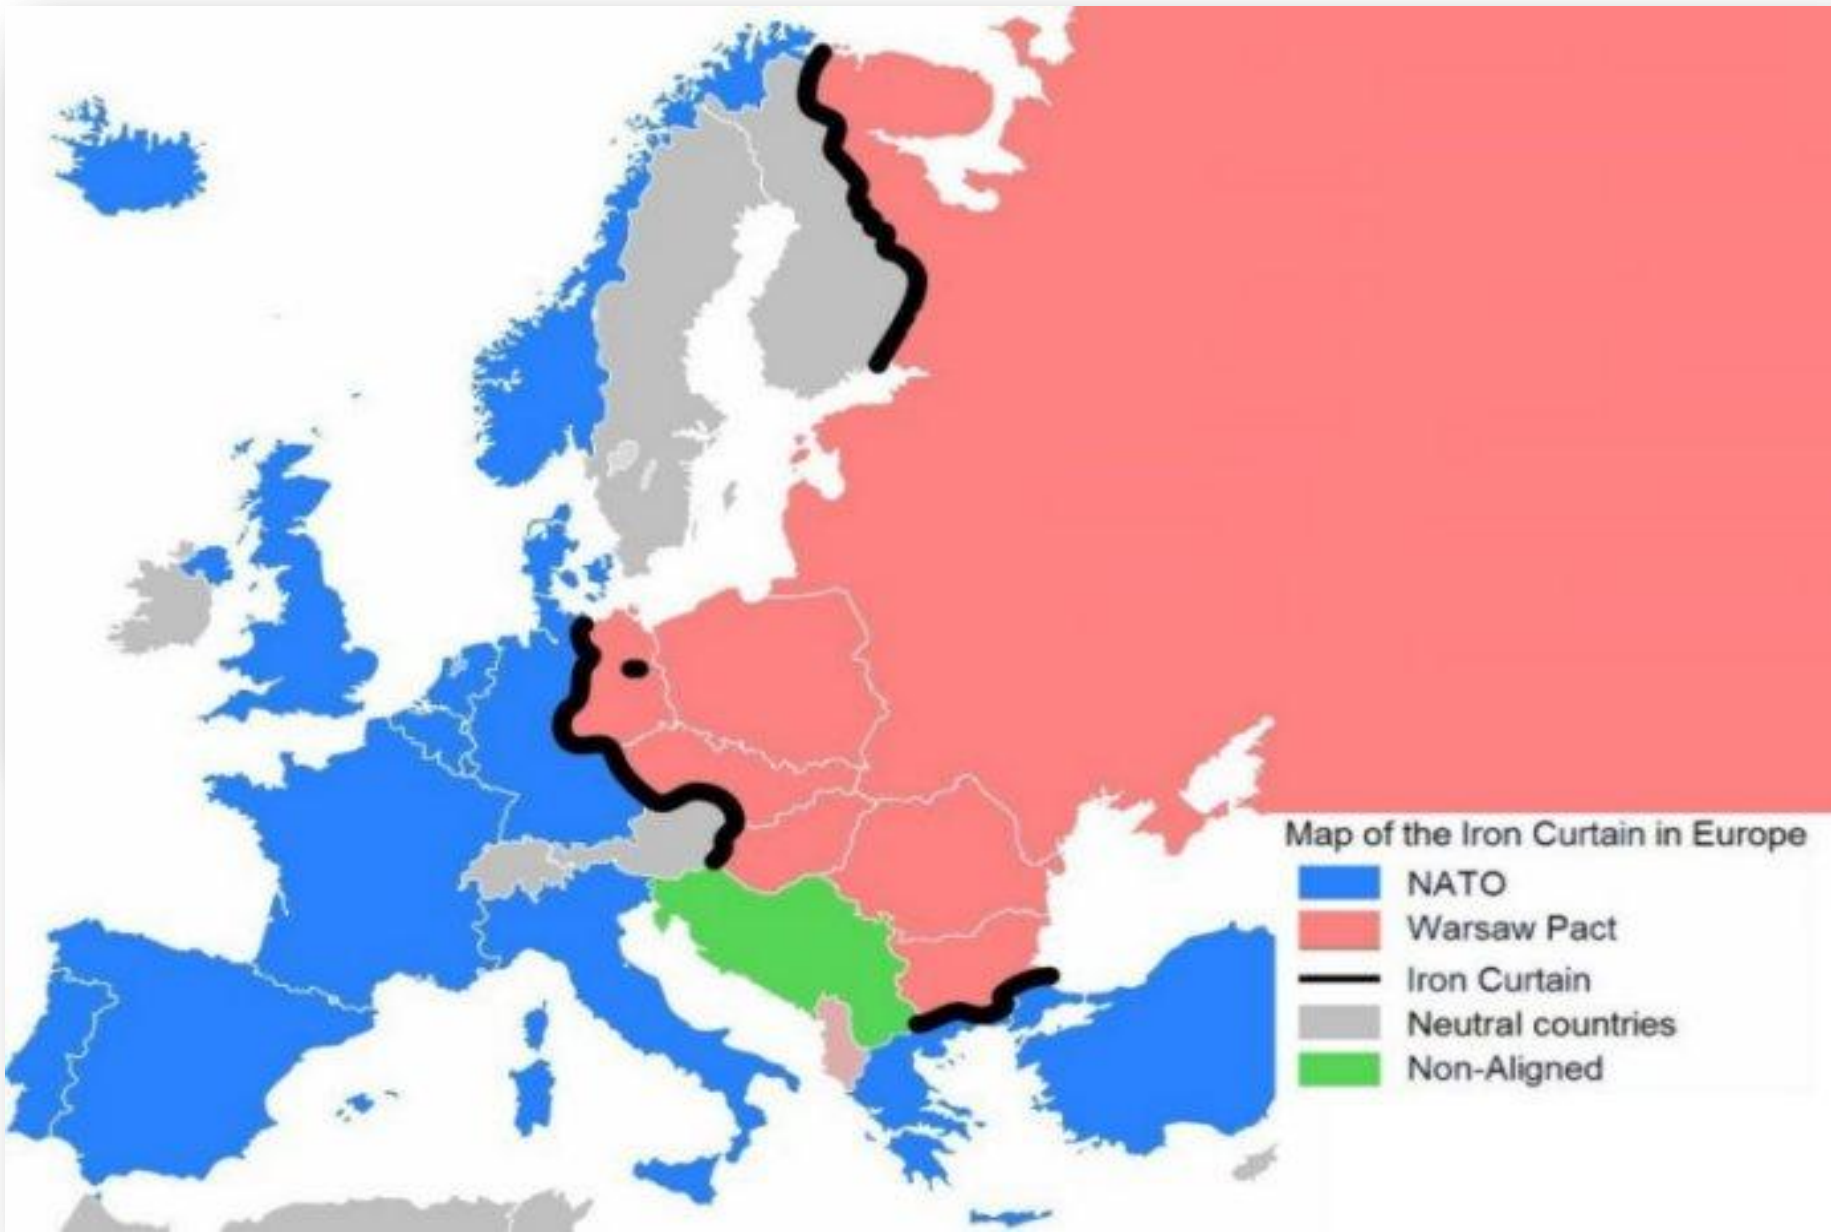 Map of the Iron Curtain in Europe
NATO
Warsaw Pact
Iron Curtain
Neutral countries
Non-Aligned